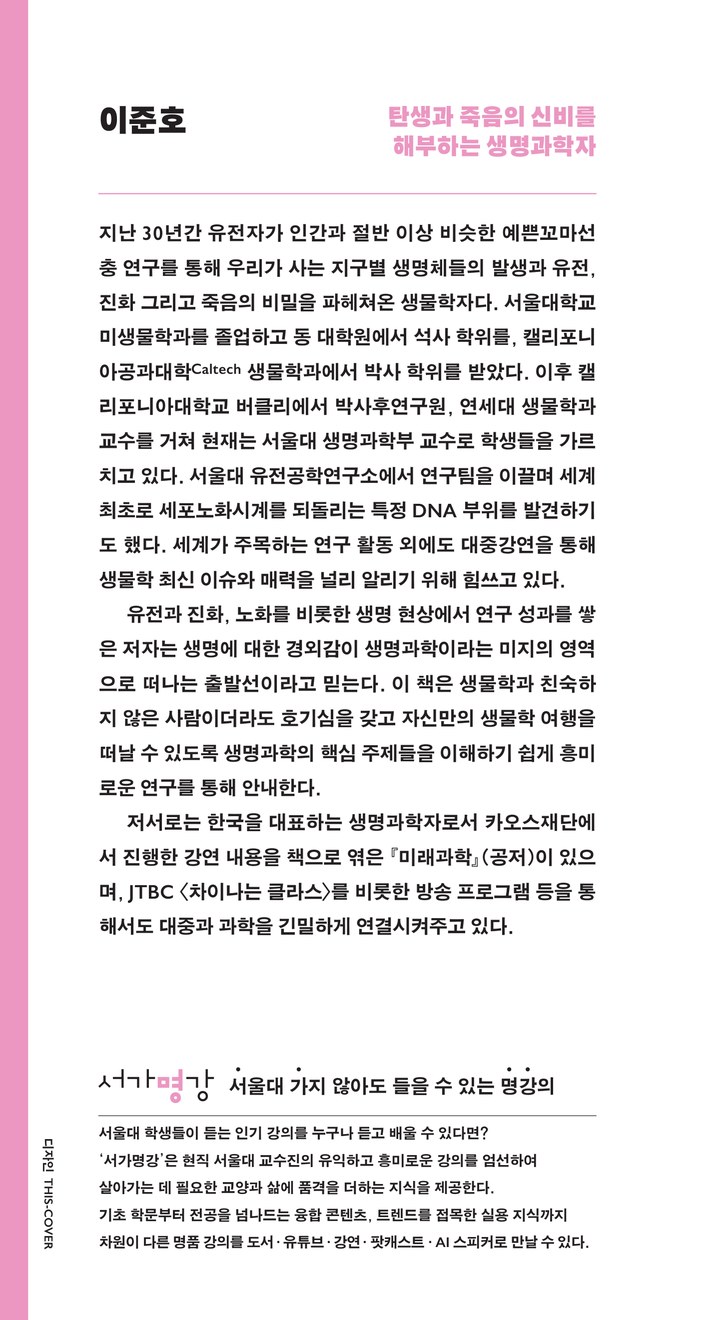 이준호
탄생과 죽음의 신비를
해부하는 생명과학자
지난 30년간 유전자가 인간과 절반 이상 비슷한 예쁜꼬마선
충 연구를 통해 우리가 사는 지구별 생명체들의 발생과 유전,
진화 그리고 죽음의 비밀을 파헤쳐온 생물학자다. 서울대학교
미생물학과를 졸업하고 동 대학원에서 석사 학위를, 캘리포니
아공과대학Caltech 생물학과에서 박사 학위를 받았다. 이후 캘
리포니아대학교 버클리에서 박사후연구원, 연세대 생물학과
교수를 거쳐 현재는 서울대 생명과학부 교수로 학생들을 가르
치고 있다. 서울대 유전공학연구소에서 연구팀을 이끌며 세계
최초로 세포노화시계를 되돌리는 특정 DNA 부위를 발견하기
도 했다. 세계가 주목하는 연구 활동 외에도 대중강연을 통해
생물학 최신 이슈와 매력을 널리 알리기 위해 힘쓰고 있다.
유전과 진화, 노화를 비롯한 생명 현상에서 연구 성과를 쌓
은 저자는 생명에 대한 경외감이 생명과학이라는 미지의 영역
으로 떠나는 출발선이라고 믿는다. 이 책은 생물학과 친숙하
지 않은 사람이더라도 호기심을 갖고 자신만의 생물학 여행을
떠날 수 있도록 생명과학의 핵심 주제들을 이해하기 쉽게 흥미
로운 연구를 통해 안내한다.
저서로는 한국을 대표하는 생명과학자로서 카오스재단에
서 진행한 강연 내용을 책으로 엮은 『미래과학』(공저)이 있으
며, JTBC 〈차이나는 클라스〉를 비롯한 방송 프로그램 등을 통
해서도 대중과 과학을 긴밀하게 연결시켜주고 있다.
서가명강 서울대 가지 않아도 들을 수 있는 명강의
서울대 학생들이 듣는 인기 강의를 누구나 듣고 배울 수 있다면?
‘서가명강’은 현직 서울대 교수진의 유익하고 흥미로운 강의를 엄선하여
살아가는 데 필요한 교양과 삶에 품격을 더하는 지식을 제공한다.
기초 학문부터 전공을 넘나드는 융합 콘텐츠, 트렌드를 접목한 실용 지식까지
차원이 다른 명품 강의를 도서 · 유튜브 · 강연 · 팟캐스트 · AI 스피커로 만날 수 있다.
디자인 THIS-COVER